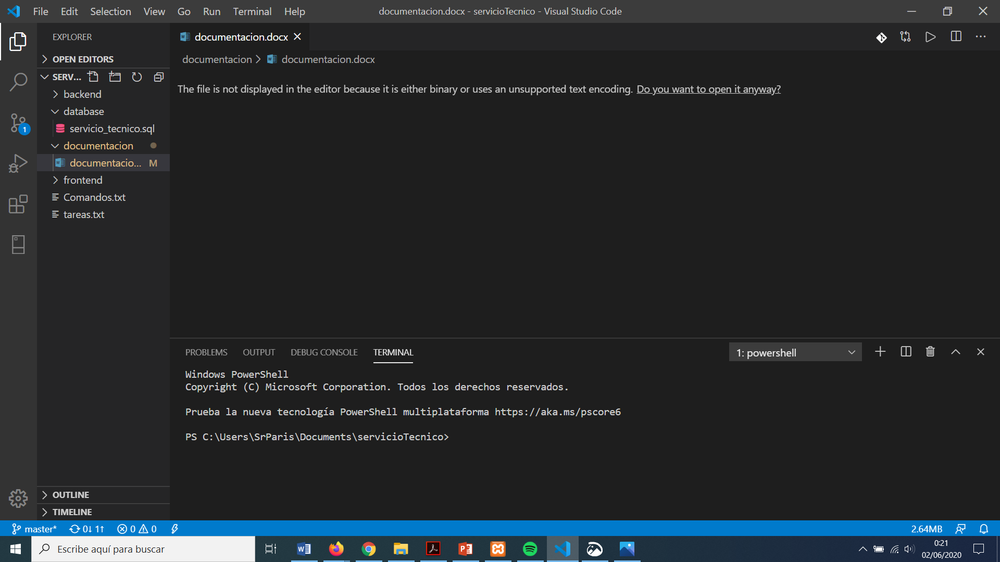 File Edit Selection View Go Run Terminal Help
documentacion.docx - servicioTecnico - Visual Studio Code
EXPLORER
OPEN EDITORS
SERV...
backend
database
servicio_tecnico.sql
documentacion
documentacio... M
frontend
Comandos.txt
tareas.txt
OUTLINE
TIMELINE
documentacion.docx
documentacion > documentacion.docx
The file is not displayed in the editor because it is either binary or uses an unsupported text encoding. Do you want to open it anyway?
PROBLEMS OUTPUT DEBUG CONSOLE TERMINAL
1: powershell
Windows PowerShell
Copyright (C) Microsoft Corporation. Todos los derechos reservados.
Prueba la nueva tecnología PowerShell multiplataforma https://aka.ms/pscore6
PS C:\Users\SrParis\Documents\servicioTecnico>
1
master* 0↓ 1↑ 0 0
2.64MB
Escribe aquí para buscar
0:21
02/06/2020